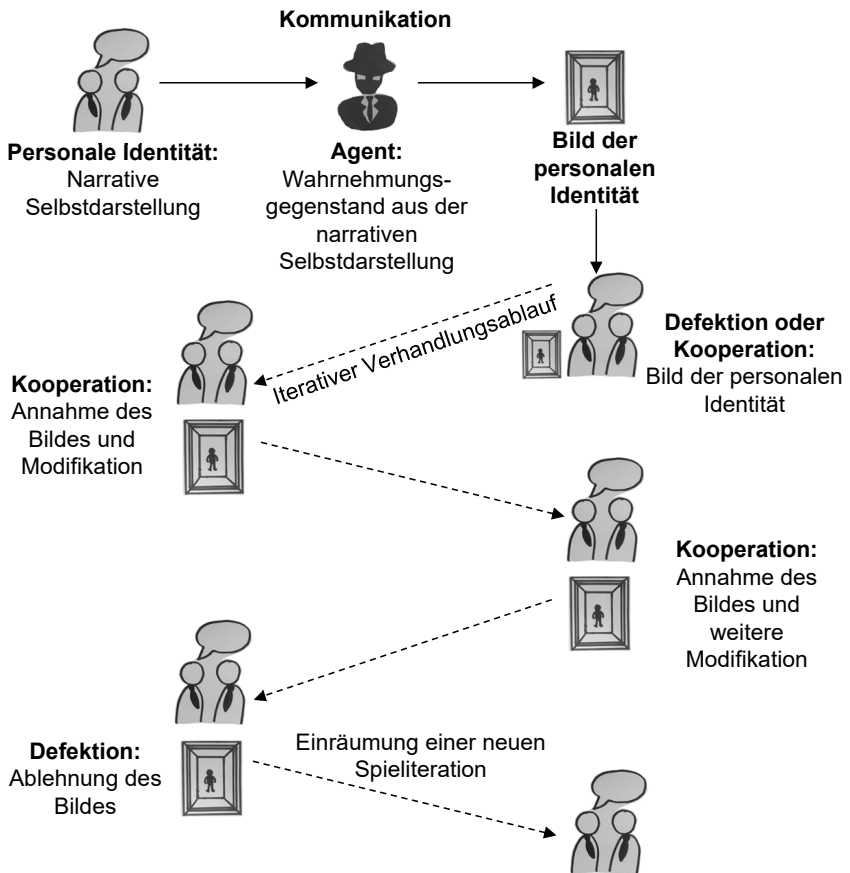 Kommunikation
Personale Identität:
Narrative
Selbstdarstellung
Agent:
Wahrnehmungs-
gegenstand aus der
narrativen
Selbstdarstellung
Bild der
personalen
Identität
Iterativer Verhandlungsablauf
Defektion oder
Kooperation:
Bild der personalen
Identität
Kooperation:
Annahme des
Bildes und
Modifikation
Kooperation:
Annahme des
Bildes und
weitere
Modifikation
Defektion:
Ablehnung des
Bildes
Einräumung einer neuen
Spieliteration